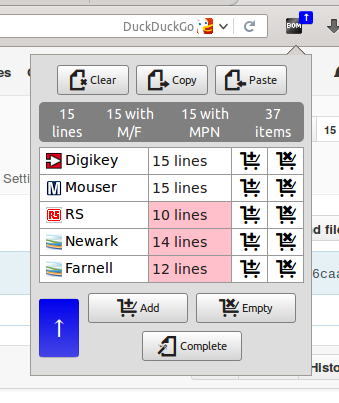 DuckDuckGo
BOM
↑
Clear Copy Paste
15 lines
15 with M/F
15 with MPN
37 items
15
Digikey 15 lines
M Mouser 15 lines
RS RS 10 lines
Newark 14 lines
Farnell 12 lines
Setti
d file
6caa
↑
Add Empty
Complete
Histo